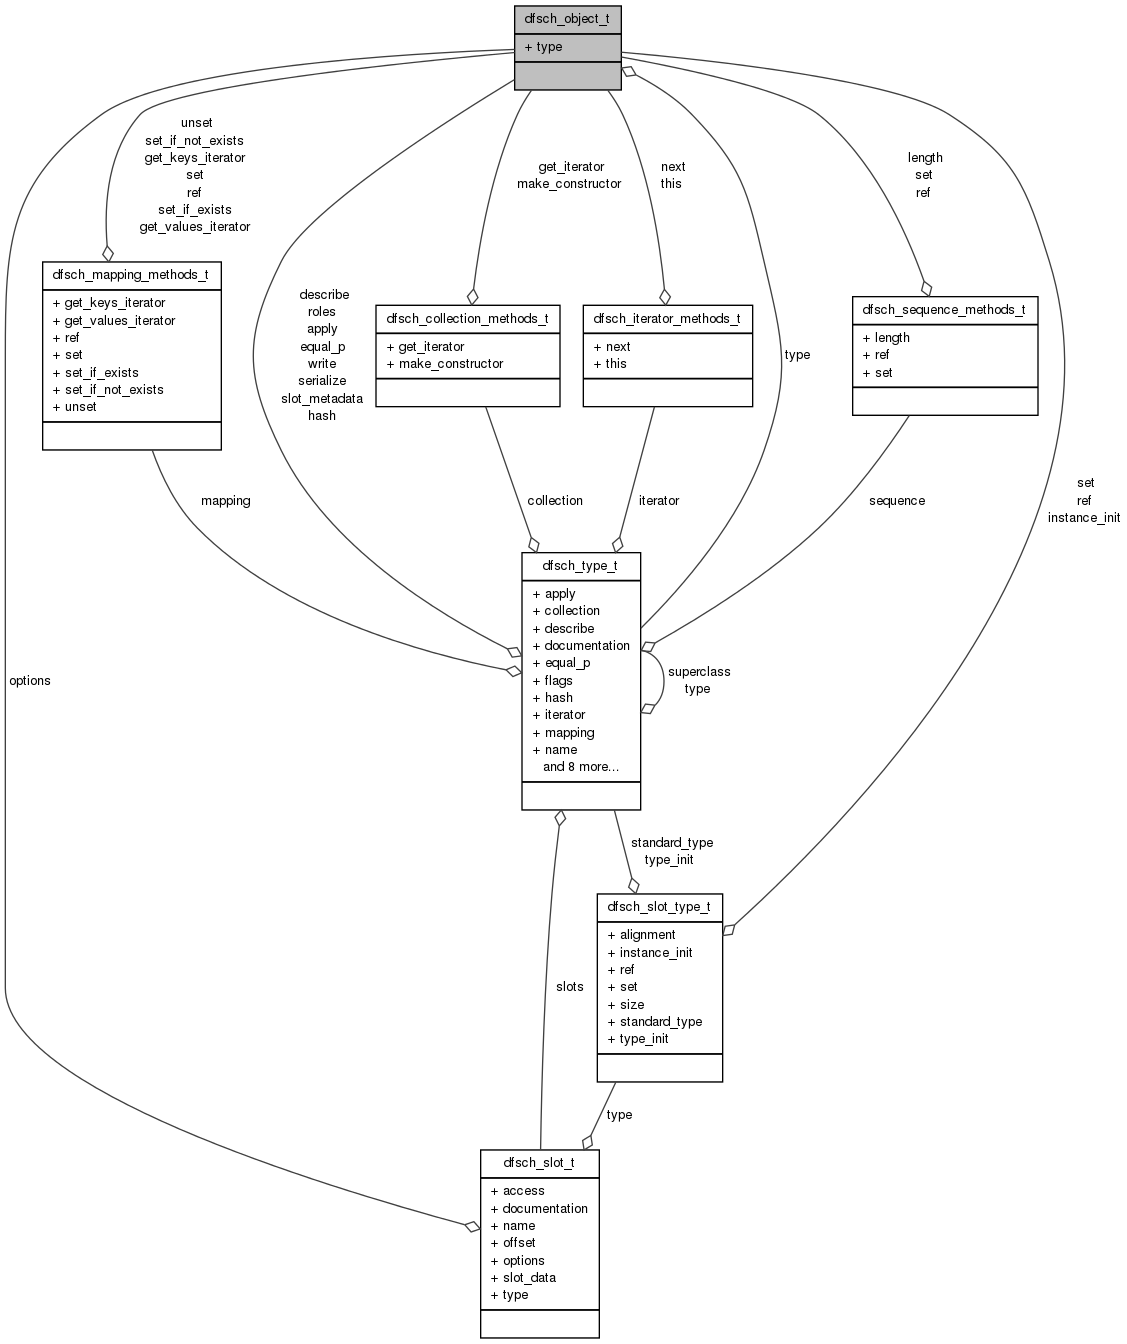 dfsch_object_t
+ type
unset
set_if_not_exists
get_keys_iterator
set
ref
set_if_exists
get_values_iterator
get_iterator
make_constructor
next
this
length
set
ref
dfsch_mapping_methods_t
+ get_keys_iterator
+ get_values_iterator
+ ref
+ set
+ set_if_exists
+ set_if_not_exists
+ unset
describe
roles
apply
equal_p
write
serialize
slot_metadata
hash
dfsch_collection_methods_t
+ get_iterator
+ make_constructor
dfsch_iterator_methods_t
+ next
+ this
type
dfsch_sequence_methods_t
+ length
+ ref
+ set
mapping
collection
iterator
sequence
set
ref
instance_init
options
dfsch_type_t
+ apply
+ collection
+ describe
+ documentation
+ equal_p
+ flags
+ hash
+ iterator
+ mapping
+ name
and 8 more...
superclass
type
standard_type
type_init
slots
dfsch_slot_type_t
+ alignment
+ instance_init
+ ref
+ set
+ size
+ standard_type
+ type_init
type
dfsch_slot_t
+ access
+ documentation
+ name
+ offset
+ options
+ slot_data
+ type